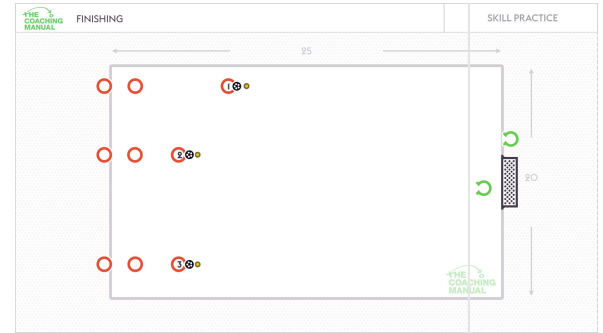 THE
COACHING
MANUAL
FINISHING
SKILL PRACTICE
25
1
2
20
3
THE
COACHING
MANUAL